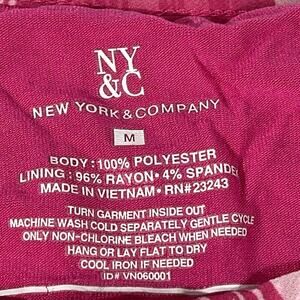 NY
&C
NEW YORK & COMPANY
M
BODY : 100% POLYESTER
LINING : 96% RAYON • 4% SPANDE
MADE IN VIETNAM • RN#23243
TURN GARMENT INSIDE OUT
MACHINE WASH COLD SEPARATELY GENTLE CYCLE
ONLY NON-CHLORINE BLEACH WHEN NEEDED
HANG OR LAY FLAT TO DRY
COOL IRON IF NEEDED
ID# VN060001